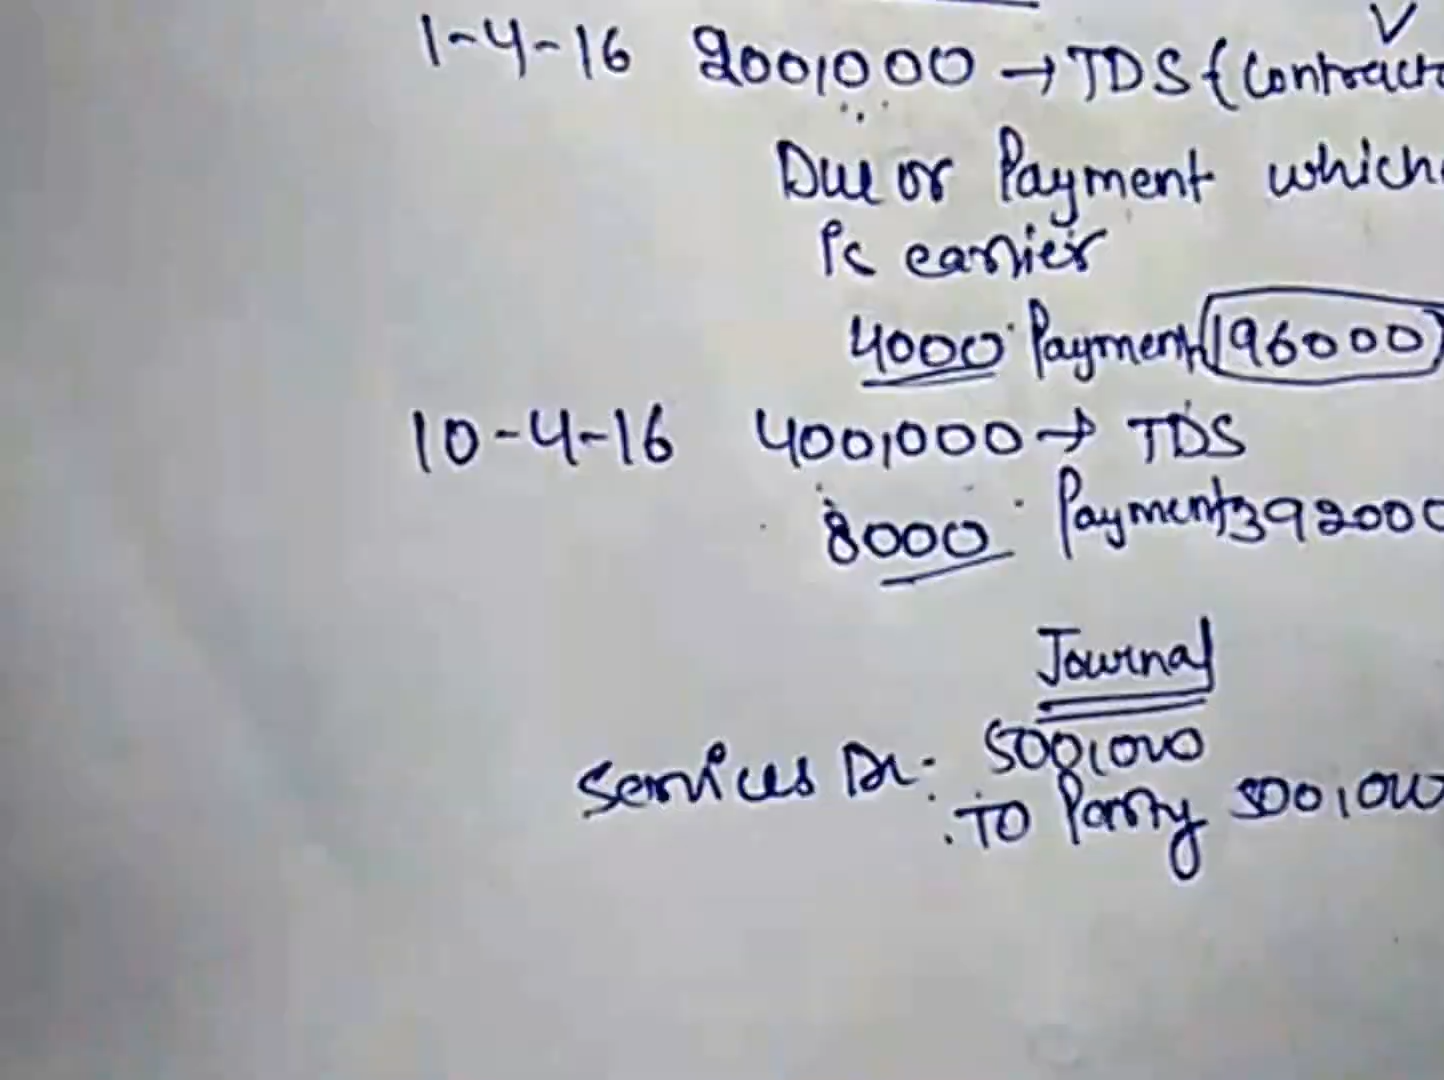 1-4-16 200,000 → TDS { Contracto
Due or Payment which
is earlier
4000 Payment 196000
10-4-16 400,000 → TDS
8000 Payment 392000
Journal
Services Dr. 500,000
To Party 500,000